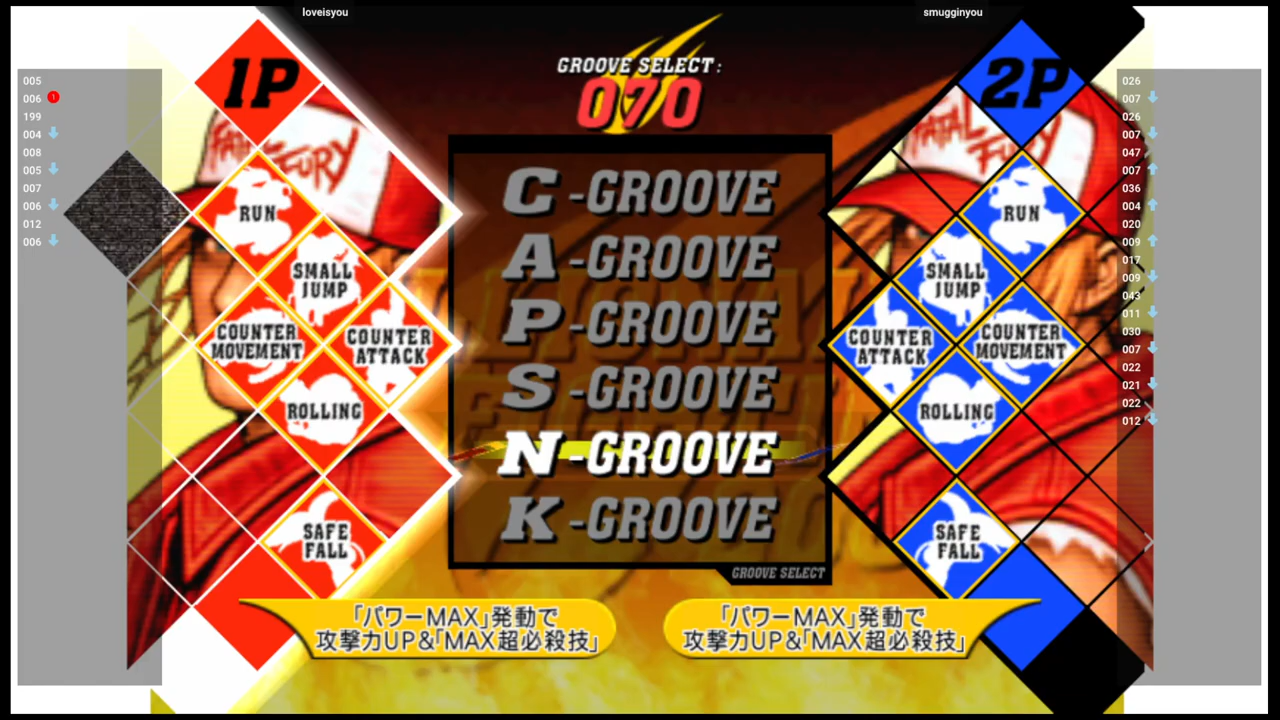 loveisyou
smugginyou
1P
2P
GROOVE SELECT:
070
FATAL FURY
FATAL FURY
C-GROOVE
A-GROOVE
P-GROOVE
S-GROOVE
N-GROOVE
K-GROOVE
GROOVE SELECT
RUN
SMALL JUMP
COUNTER MOVEMENT
COUNTER ATTACK
ROLLING
SAFE FALL
RUN
SMALL JUMP
COUNTER ATTACK
COUNTER MOVEMENT
ROLLING
SAFE FALL
「パワーMAX」発動で
攻撃力UP&「MAX超必殺技」
「パワーMAX」発動で
攻撃力UP&「MAX超必殺技」
005
006 1
199
004
008
005
007
006
012
006
026
007
026
007
047
007
036
004
020
009
017
009
043
011
030
007
022
021
022
012